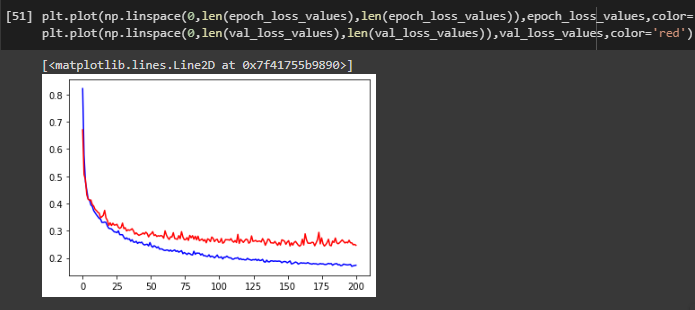 [51] plt.plot(np.linspace(0,len(epoch_loss_values),len(epoch_loss_values)),epoch_loss_values,color=
plt.plot(np.linspace(0,len(val_loss_values),len(val_loss_values)),val_loss_values,color='red')
[<matplotlib.lines.Line2D at 0x7f41755b9890>]
0.8
0.7
0.6
0.5
0.4
0.3
0.2
0 25 50 75 100 125 150 175 200